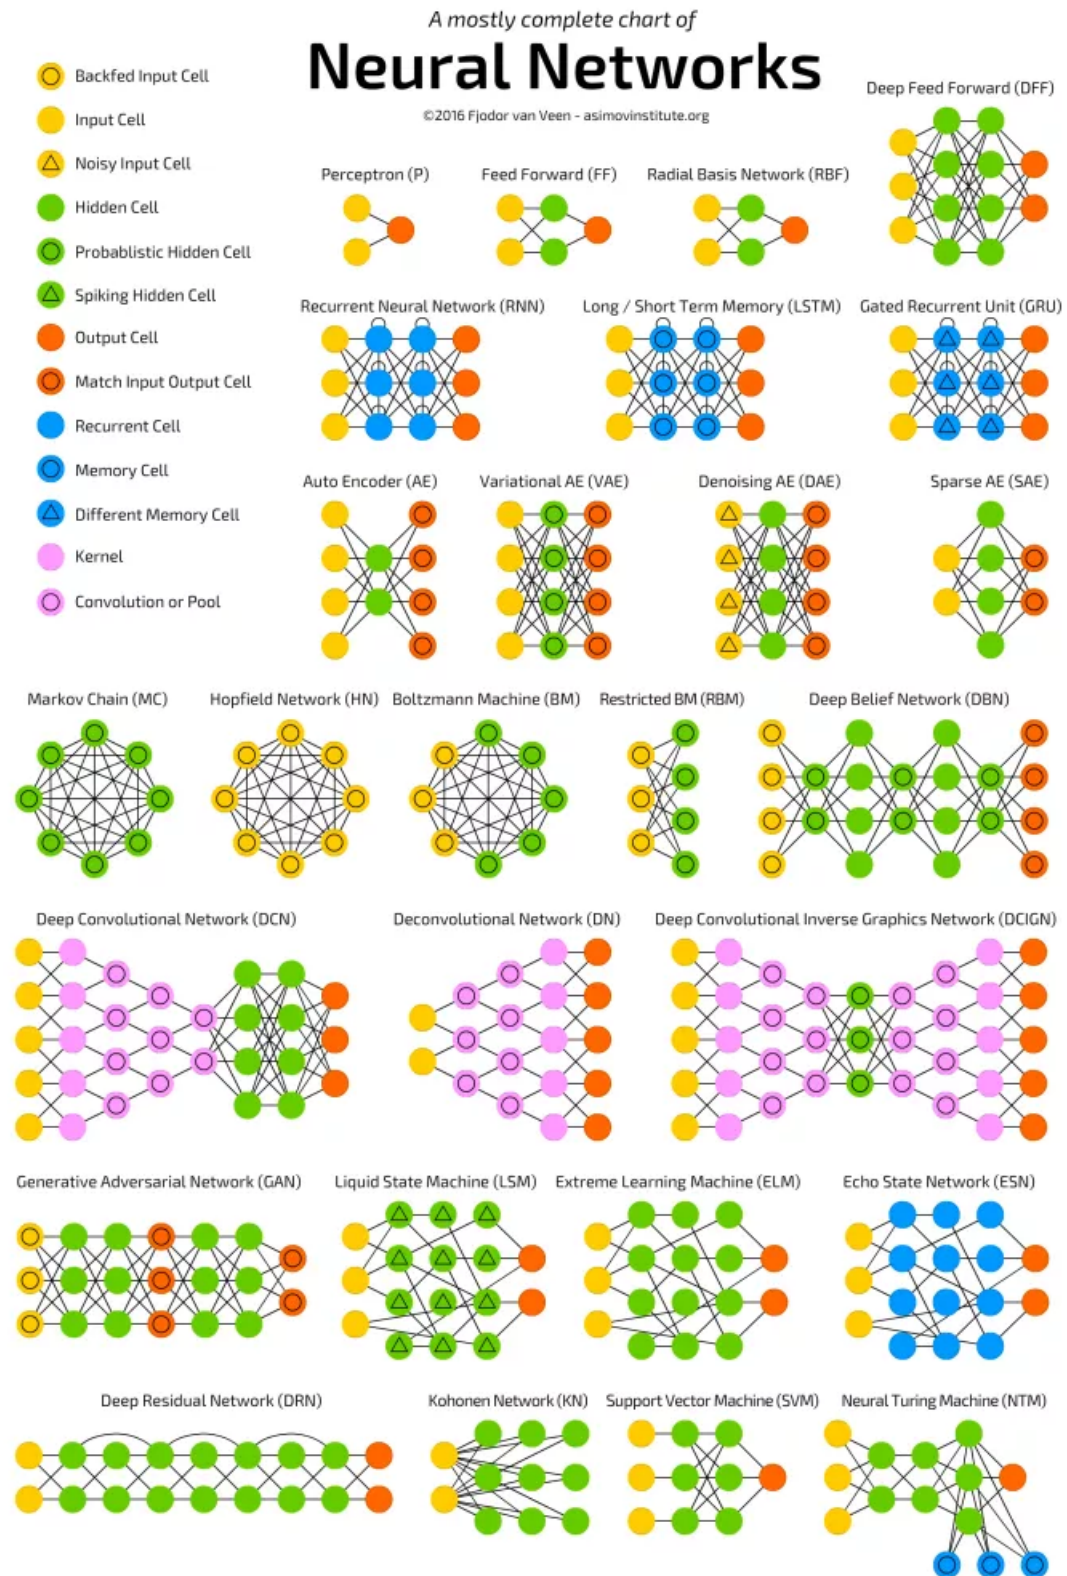 A mostly complete chart of
Neural Networks
©2016 Fjodor van Veen - asimovinstitute.org
Backfed Input Cell
Input Cell
Noisy Input Cell
Hidden Cell
Probablistic Hidden Cell
Spiking Hidden Cell
Output Cell
Match Input Output Cell
Recurrent Cell
Memory Cell
Different Memory Cell
Kernel
Convolution or Pool
Deep Feed Forward (DFF)
Perceptron (P)
Feed Forward (FF)
Radial Basis Network (RBF)
Recurrent Neural Network (RNN)
Long / Short Term Memory (LSTM)
Gated Recurrent Unit (GRU)
Auto Encoder (AE)
Variational AE (VAE)
Denoising AE (DAE)
Sparse AE (SAE)
Markov Chain (MC)
Hopfield Network (HN)
Boltzmann Machine (BM)
Restricted BM (RBM)
Deep Belief Network (DBN)
Deep Convolutional Network (DCN)
Deconvolutional Network (DN)
Deep Convolutional Inverse Graphics Network (DCIGN)
Generative Adversarial Network (GAN)
Liquid State Machine (LSM)
Extreme Learning Machine (ELM)
Echo State Network (ESN)
Deep Residual Network (DRN)
Kohonen Network (KN)
Support Vector Machine (SVM)
Neural Turing Machine (NTM)